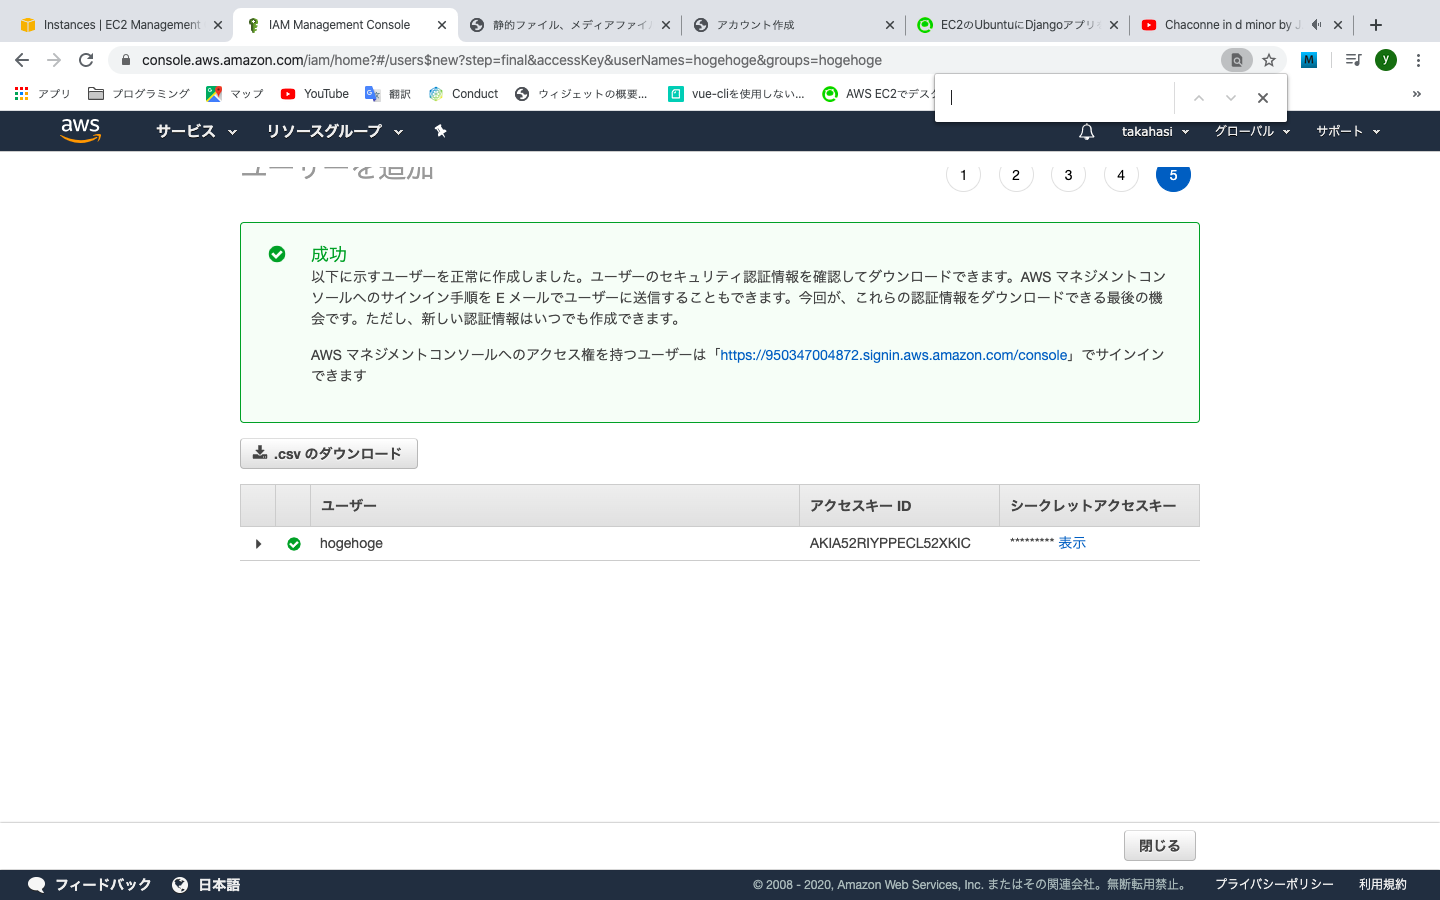 Instances | EC2 Management
IAM Management Console
静的ファイル、メディアファイル
アカウント作成
EC2のUbuntuにDjangoアプリ
Chaconne in d minor by J
console.aws.amazon.com/iam/home?#/users$new?step=final&accessKey&userNames=hogehoge&groups=hogehoge
M
y
アプリ
プログラミング
マップ
YouTube
翻訳
Conduct
ウィジェットの概要...
vue-cliを使用しない...
AWS EC2でデスク
»
aws
サービス
リソースグループ
takahasi
グローバル
サポート
ユーザーを追加
1
2
3
4
5
成功
以下に示すユーザーを正常に作成しました。ユーザーのセキュリティ認証情報を確認してダウンロードできます。AWS マネジメントコン
ソールへのサインイン手順を E メールでユーザーに送信することもできます。今回が、これらの認証情報をダウンロードできる最後の機
会です。ただし、新しい認証情報はいつでも作成できます。
AWS マネジメントコンソールへのアクセス権を持つユーザーは「https://950347004872.signin.aws.amazon.com/console」でサインイン
できます
.csv のダウンロード
ユーザー
アクセスキー ID
シークレットアクセスキー
hogehoge
AKIA52RIYPPECL52XKIC
********* 表示
閉じる
フィードバック
日本語
© 2008 - 2020, Amazon Web Services, Inc. またはその関連会社。無断転用禁止。
プライバシーポリシー
利用規約